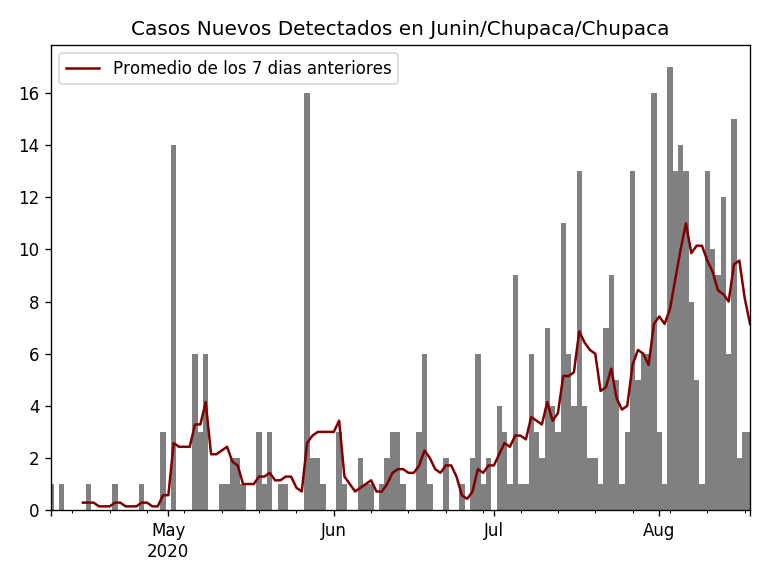 Casos Nuevos Detectados en Junin/Chupaca/Chupaca
Promedio de los 7 dias anteriores
16
14
12
10
8
6
4
2
0
May
2020
Jun
Jul
Aug